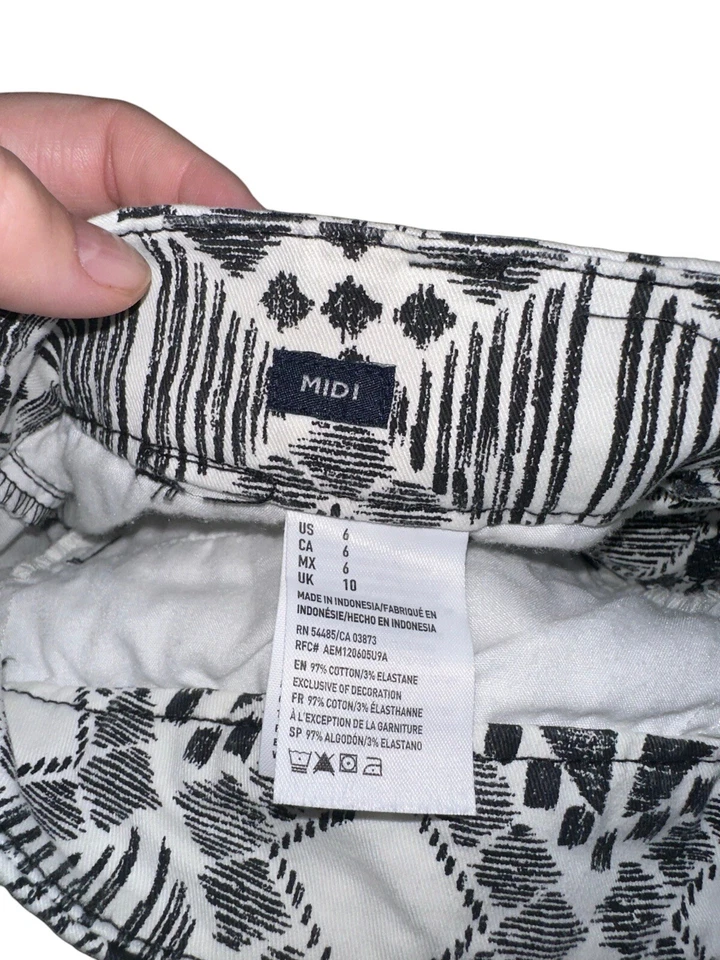 MIDI
US 6
CA 6
MX 6
UK 10
MADE IN INDONESIA/FABRIQUÉ EN
INDONÉSIE/HECHO EN INDONESIA
RN 54485/CA 03873
RFC# AEM120605U9A
EN 97% COTTON/3% ELASTANE
EXCLUSIVE OF DECORATION
FR 97% COTON/3% ÉLASTHANNE
À L'EXCEPTION DE LA GARNITURE
SP 97% ALGODÓN/3% ELASTANO